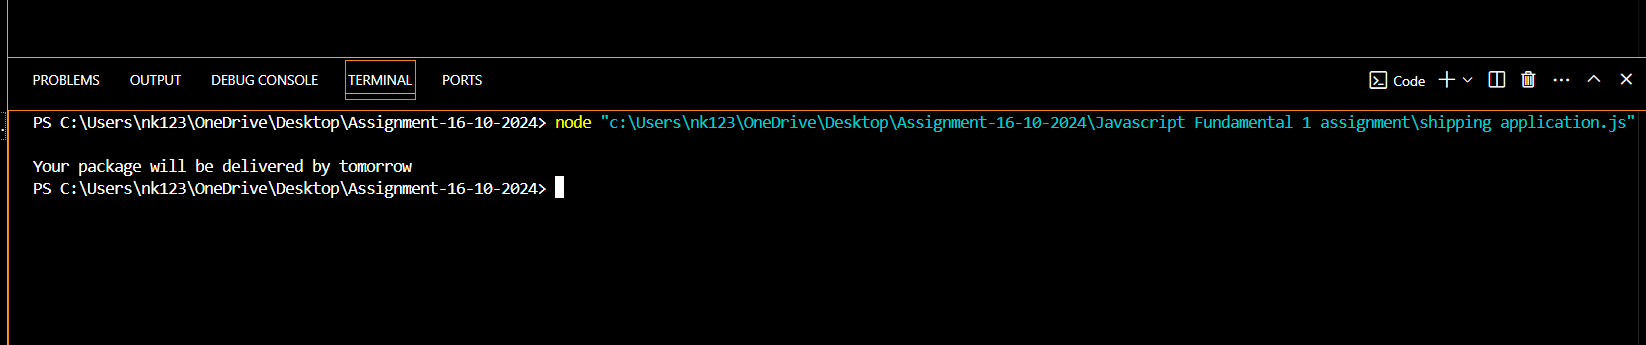 PROBLEMS OUTPUT DEBUG CONSOLE TERMINAL PORTS Code
PS C:\Users\nk123\OneDrive\Desktop\Assignment-16-10-2024> node "c:\Users\nk123\OneDrive\Desktop\Assignment-16-10-2024\Javascript Fundamental 1 assignment\shipping application.js"
Your package will be delivered by tomorrow
PS C:\Users\nk123\OneDrive\Desktop\Assignment-16-10-2024>